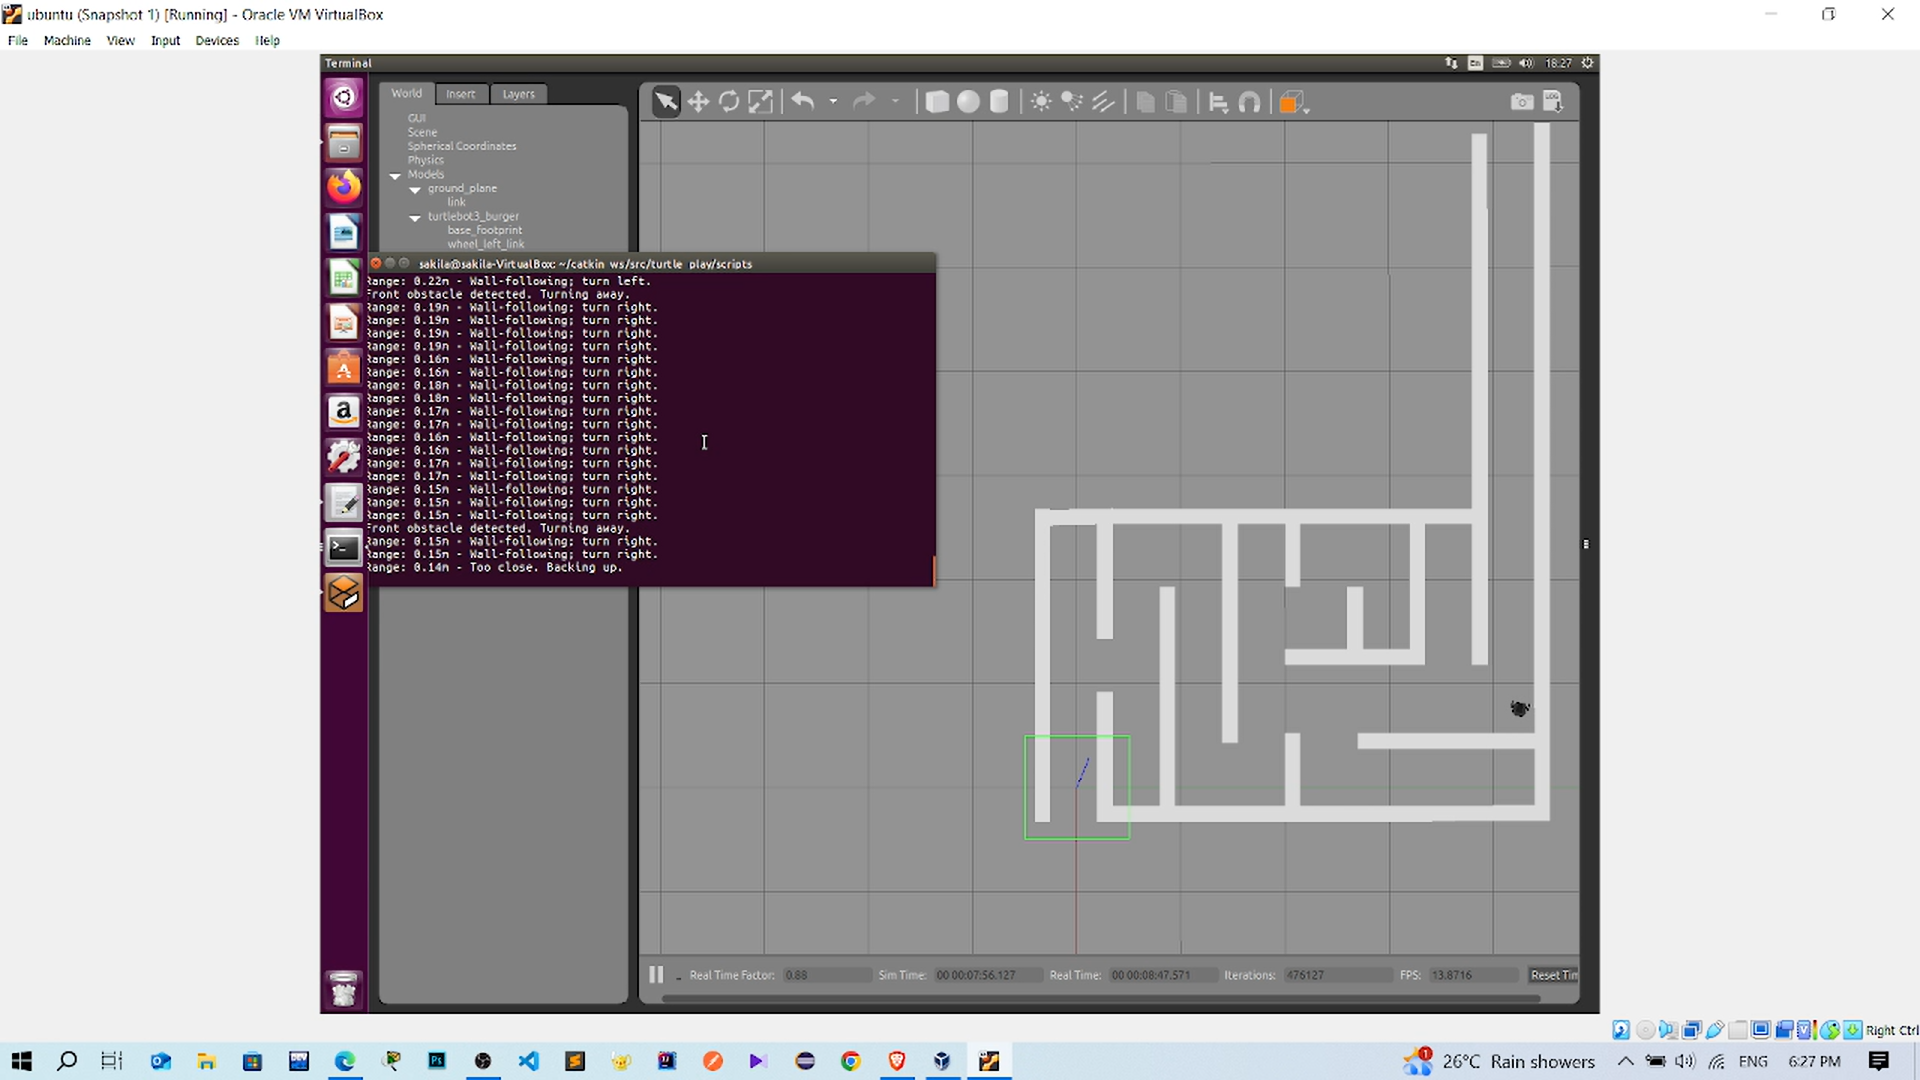 ubuntu (Snapshot 1) [Running] - Oracle VM VirtualBox
File Machine View Input Devices Help
Terminal
En
18:27
World Insert Layers
GUI
Scene
Spherical Coordinates
Physics
Models
ground_plane
link
turtlebot3_burger
base_footprint
wheel_left_link
LOG
sakila@sakila-VirtualBox: ~/catkin_ws/src/turtle_play/scripts
Range: 0.22m - Wall-following; turn left.
Front obstacle detected. Turning away.
Range: 0.19m - Wall-following; turn right.
Range: 0.19m - Wall-following; turn right.
Range: 0.19m - Wall-following; turn right.
Range: 0.19m - Wall-following; turn right.
Range: 0.16m - Wall-following; turn right.
Range: 0.16m - Wall-following; turn right.
Range: 0.18m - Wall-following; turn right.
Range: 0.18m - Wall-following; turn right.
Range: 0.17m - Wall-following; turn right.
Range: 0.17m - Wall-following; turn right.
Range: 0.16m - Wall-following; turn right.
Range: 0.16m - Wall-following; turn right.
Range: 0.17m - Wall-following; turn right.
Range: 0.17m - Wall-following; turn right.
Range: 0.15m - Wall-following; turn right.
Range: 0.15m - Wall-following; turn right.
Range: 0.15m - Wall-following; turn right.
Front obstacle detected. Turning away.
Range: 0.15m - Wall-following; turn right.
Range: 0.15m - Wall-following; turn right.
Range: 0.14m - Too close. Backing up.
Real Time Factor: 0.88 Sim Time: 00 00:07:56.127 Real Time: 00 00:08:47.571 Iterations: 476127 FPS: 13.8716 Reset Tim
Right Ctrl
26°C Rain showers ENG 6:27 PM